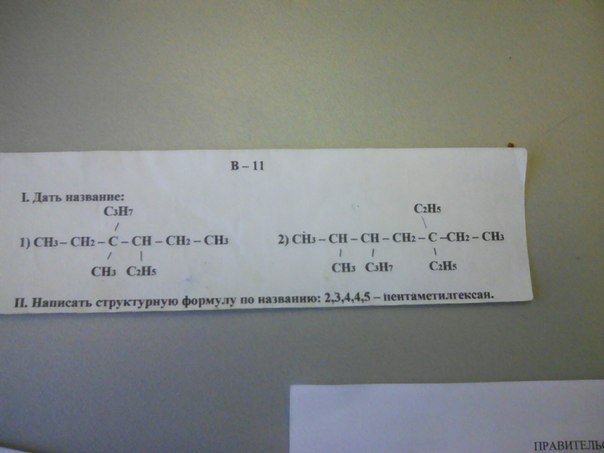 В – 11
I. Дать название:
C3H7
/
1) CH3 – CH2 – C – CH – CH2 – CH3
/ |
CH3 C2H5
C2H5
\
2) CH3 – CH – CH – CH2 – C –CH2 – CH3
| | \
CH3 C3H7 C2H5
II. Написать структурную формулу по названию: 2,3,4,4,5 – пентаметилгексан.